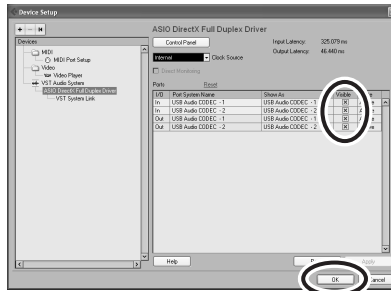 Device Setup
Devices
MIDI
MIDI Port Setup
Video
Video Player
VST Audio System
ASIO DirectX Full Duplex Driver
VST System Link
ASIO DirectX Full Duplex Driver
Control Panel
Input Latency: 325.079 ms
Output Latency: 46.440 ms
Internal
Clock Source
Direct Monitoring
Ports Reset
I/O Port System Name Show As Visible
In USB Audio CODEC - 1 USB Audio CODEC - 1
In USB Audio CODEC - 2 USB Audio CODEC - 2
Out USB Audio CODEC - 1 USB Audio CODEC - 1
Out USB Audio CODEC - 2 USB Audio CODEC - 2
Help Apply
OK Cancel